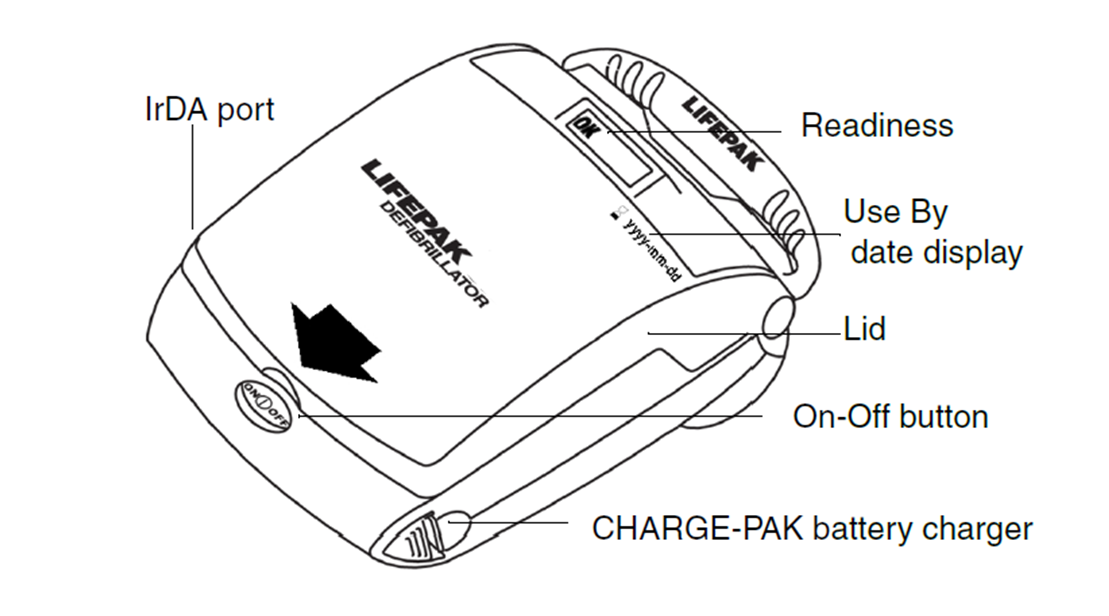 IrDA port
LIFEPAK
OK
Readiness
LIFEPAK
DEFIBRILLATOR
Use By
date display
yyyy-mm-dd
Lid
ON OFF
On-Off button
CHARGE-PAK battery charger